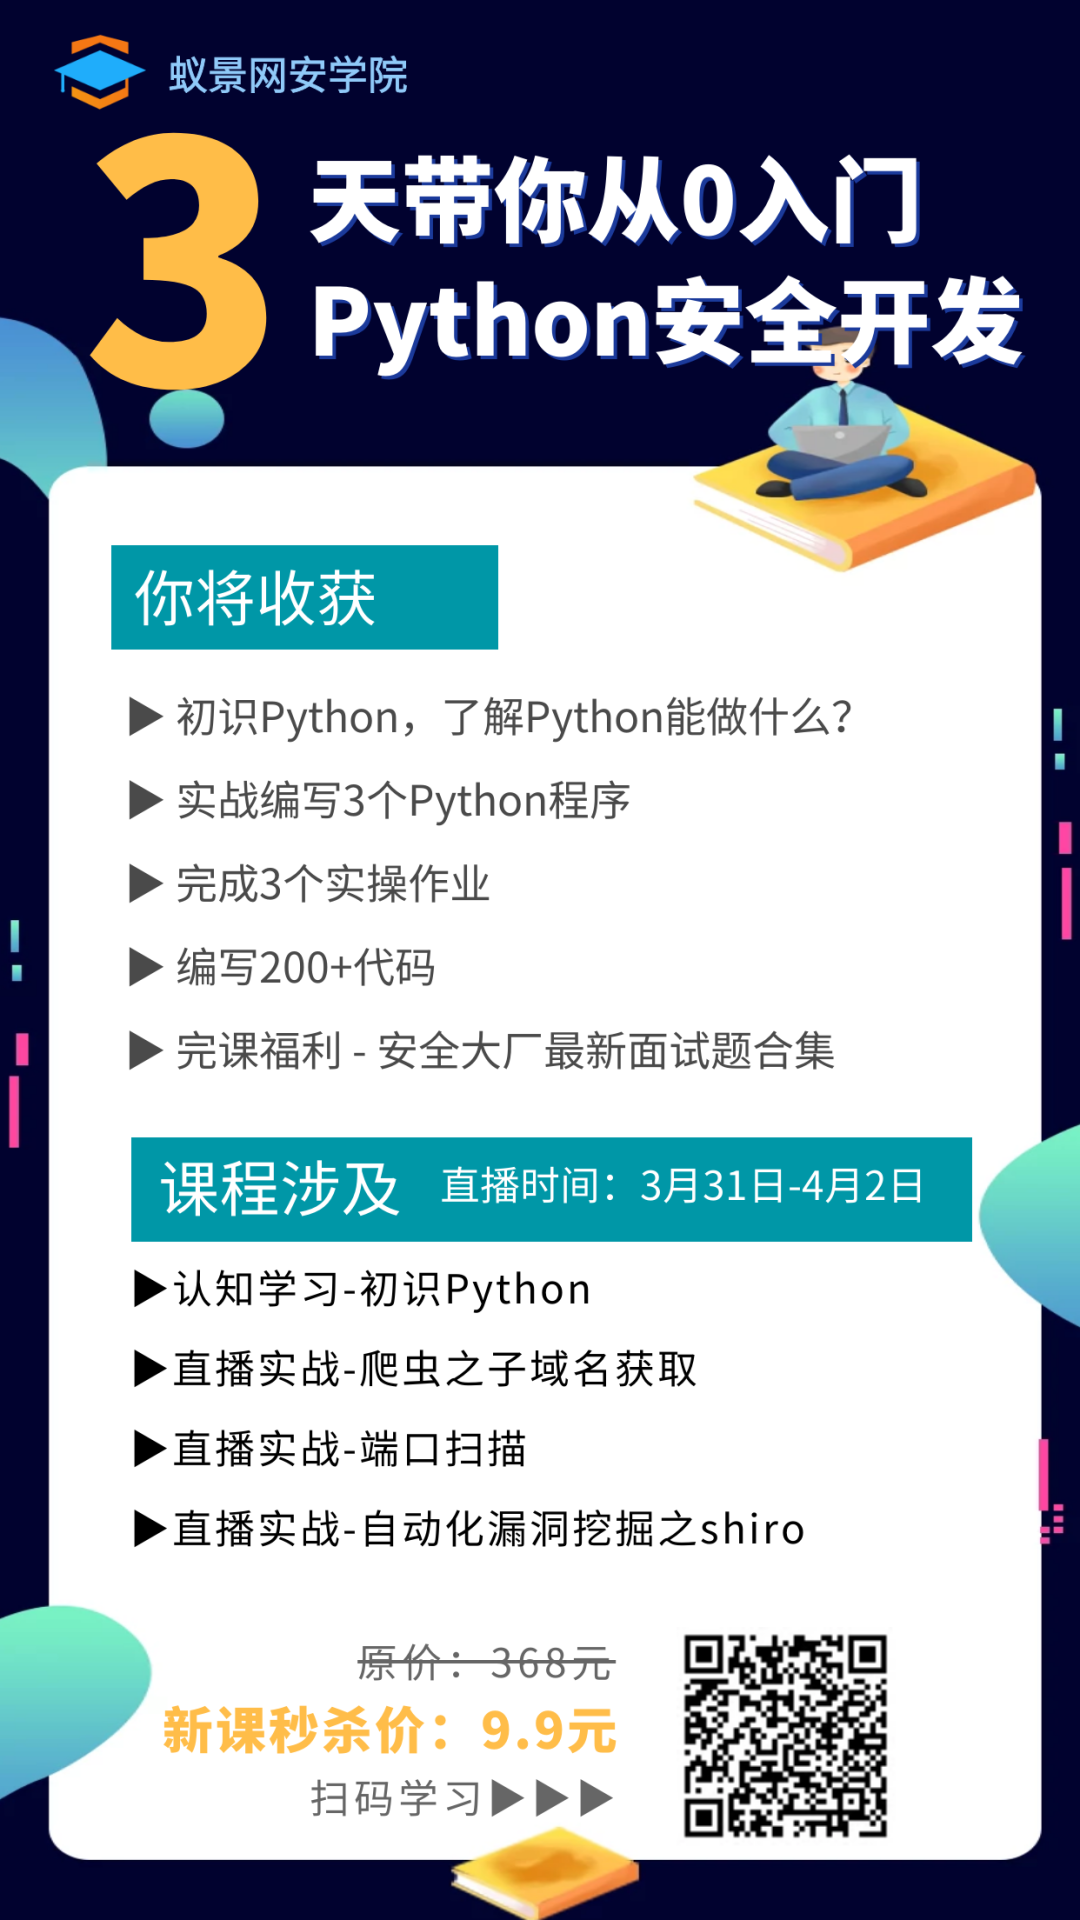 蚁景网安学院
3天带你从0入门
Python安全开发
你将收获
▶ 初识Python，了解Python能做什么？
▶ 实战编写3个Python程序
▶ 完成3个实操作业
▶ 编写200+代码
▶ 完课福利 - 安全大厂最新面试题合集
课程涉及 直播时间：3月31日-4月2日
▶认知学习-初识Python
▶直播实战-爬虫之子域名获取
▶直播实战-端口扫描
▶直播实战-自动化漏洞挖掘之shiro
原价：368元
新课秒杀价：9.9元
扫码学习▶▶▶